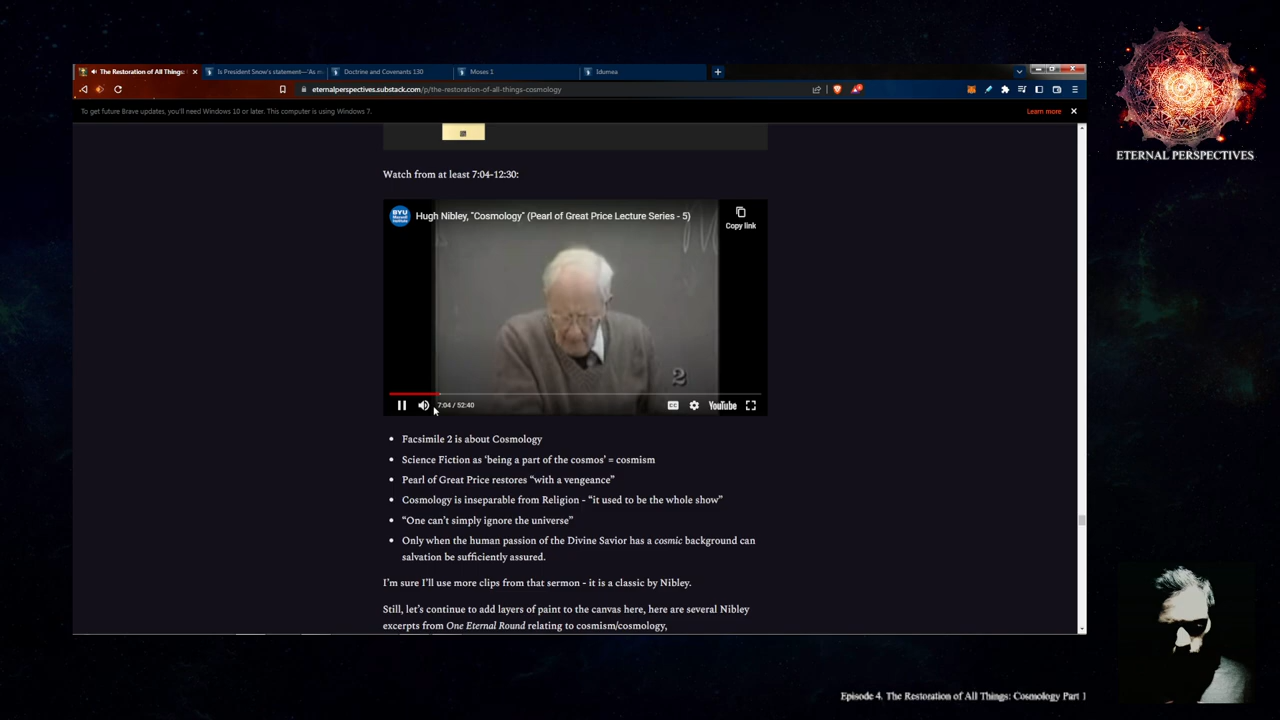 The Restoration of All Things:
Is President Snow's statement—'As m
Doctrine and Covenants 130
Moses 1
Idumea
eternalperspectives.substack.com/p/the-restoration-of-all-things-cosmology
To get future Brave updates, you'll need Windows 10 or later. This computer is using Windows 7.
Learn more
ETERNAL PERSPECTIVES
Watch from at least 7:04-12:30:
BYU
Hugh Nibley, "Cosmology" (Pearl of Great Price Lecture Series - 5)
Copy link
2
7:04 / 52:40
CC
YouTube
• Facsimile 2 is about Cosmology
• Science Fiction as 'being a part of the cosmos' = cosmism
• Pearl of Great Price restores “with a vengeance”
• Cosmology is inseparable from Religion - “it used to be the whole show”
• “One can't simply ignore the universe”
• Only when the human passion of the Divine Savior has a cosmic background can
salvation be sufficiently assured.
I'm sure I'll use more clips from that sermon - it is a classic by Nibley.
Still, let's continue to add layers of paint to the canvas here, here are several Nibley
excerpts from One Eternal Round relating to cosmism/cosmology,
Episode 4. The Restoration of All Things: Cosmology Part 1